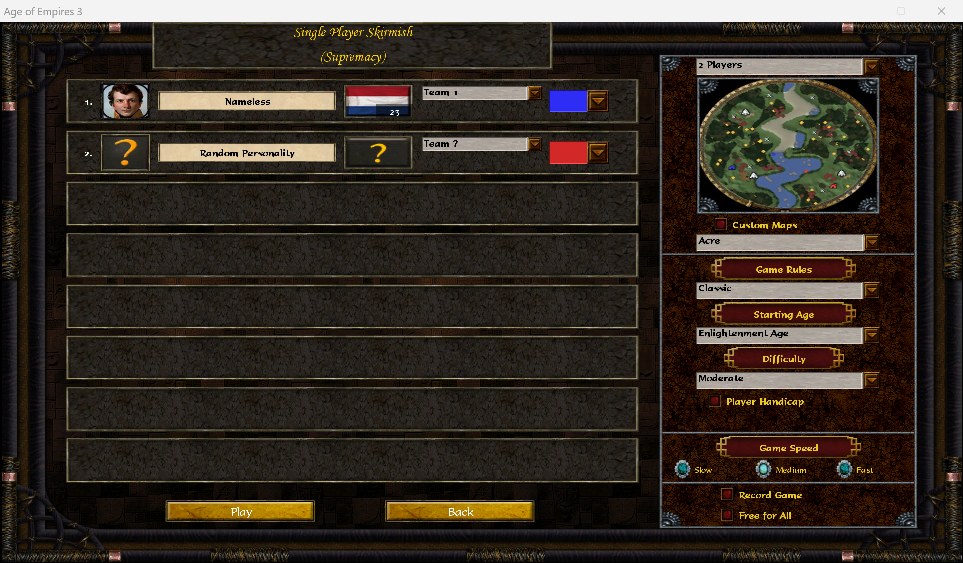 Age of Empires 3
Single Player Skirmish
(Supremacy)
2 Players
1.
Nameless
23
Team 1
2.
?
Random Personality
?
Team ?
Custom Maps
Acre
Game Rules
Classic
Starting Age
Enlightenment Age
Difficulty
Moderate
Player Handicap
Game Speed
Slow
Medium
Fast
Record Game
Free for All
Play
Back